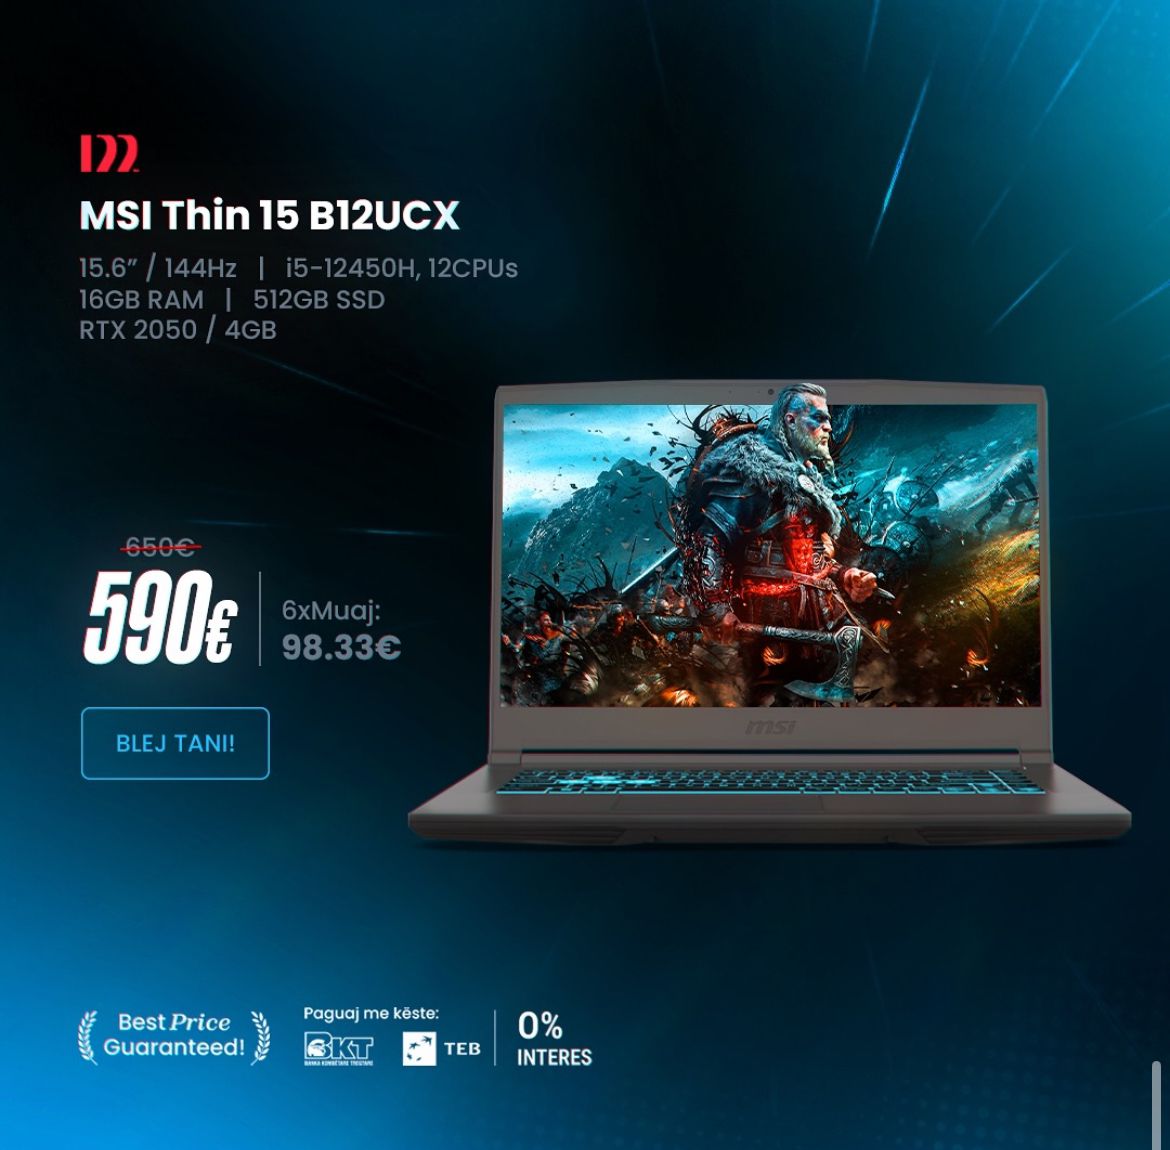 MSI Thin 15 B12UCX
15.6” / 144Hz | i5-12450H, 12CPUs
16GB RAM | 512GB SSD
RTX 2050 / 4GB
650€
590€
6xMuaj:
98.33€
BLEJ TANI!
msi
Best Price
Guaranteed!
Paguaj me këste:
BKT
BANKA KOMBËTARE TREGTARE
TEB
0%
INTERES